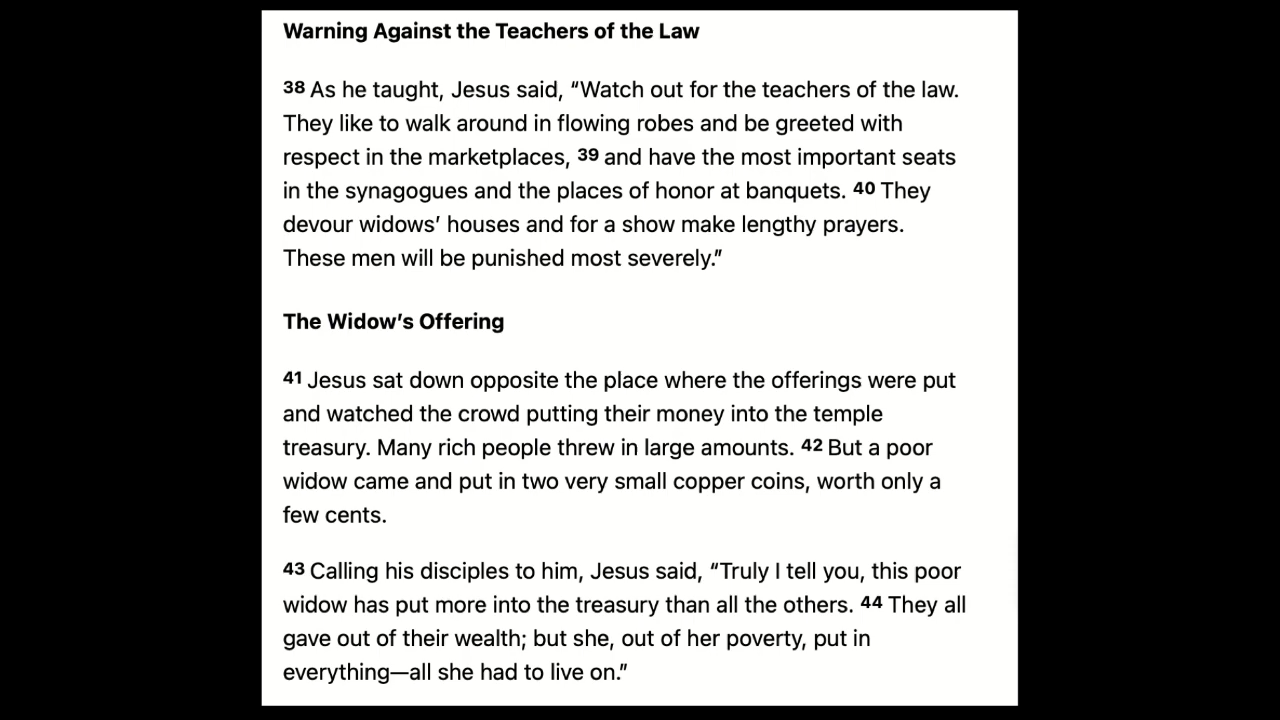 Warning Against the Teachers of the Law
38 As he taught, Jesus said, “Watch out for the teachers of the law.
They like to walk around in flowing robes and be greeted with
respect in the marketplaces, 39 and have the most important seats
in the synagogues and the places of honor at banquets. 40 They
devour widows’ houses and for a show make lengthy prayers.
These men will be punished most severely.”
The Widow’s Offering
41 Jesus sat down opposite the place where the offerings were put
and watched the crowd putting their money into the temple
treasury. Many rich people threw in large amounts. 42 But a poor
widow came and put in two very small copper coins, worth only a
few cents.
43 Calling his disciples to him, Jesus said, “Truly I tell you, this poor
widow has put more into the treasury than all the others. 44 They all
gave out of their wealth; but she, out of her poverty, put in
everything—all she had to live on.”